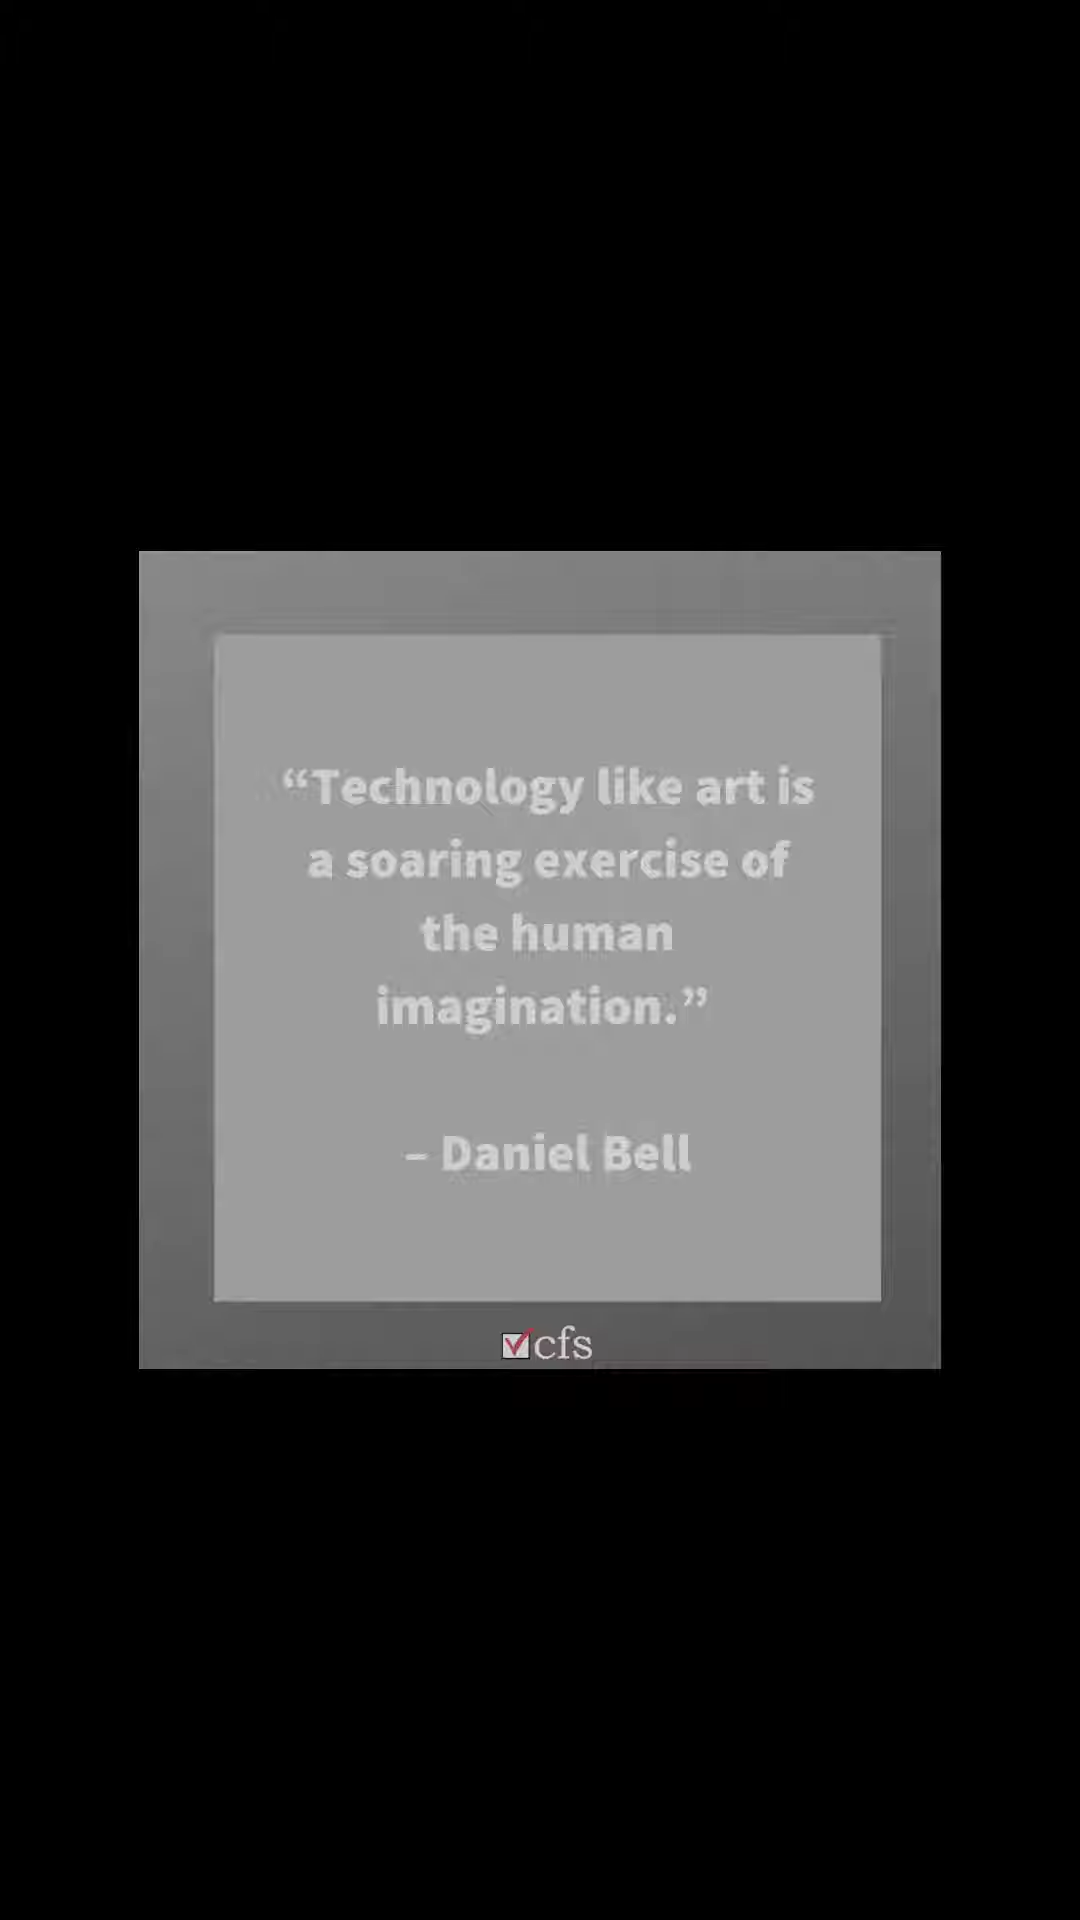 “Technology like art is
a soaring exercise of
the human
imagination.”
– Daniel Bell
cfs